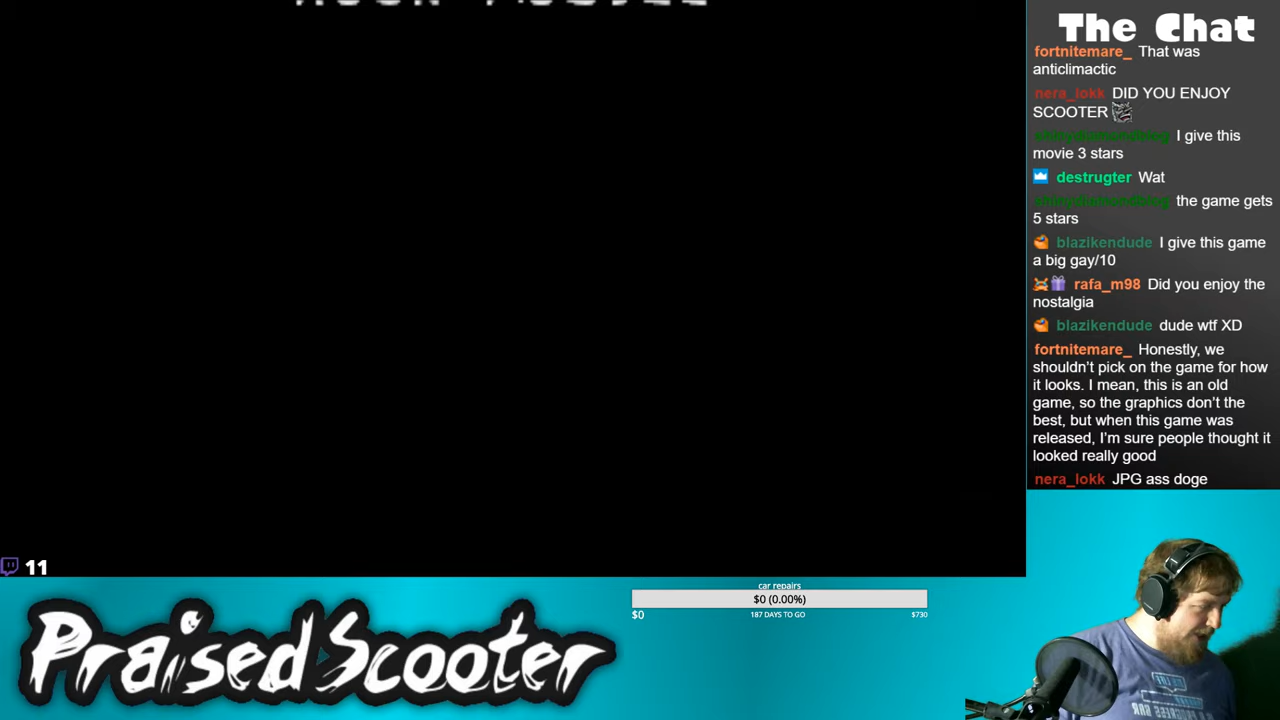 The Chat
fortnitemare_ That was
anticlimactic
nera_lokk DID YOU ENJOY
SCOOTER
I give this
movie 3 stars
destrugter Wat
the game gets
5 stars
blazikendude I give this game
a big gay/10
rafa_m98 Did you enjoy the
nostalgia
blazikendude dude wtf XD
fortnitemare_ Honestly, we
shouldn't pick on the game for how
it looks. I mean, this is an old
game, so the graphics don't the
best, but when this game was
released, I'm sure people thought it
looked really good
nera_lokk JPG ass doge
11
car repairs
$0 (0.00%)
$0 187 DAYS TO GO $730
PraisedScooter